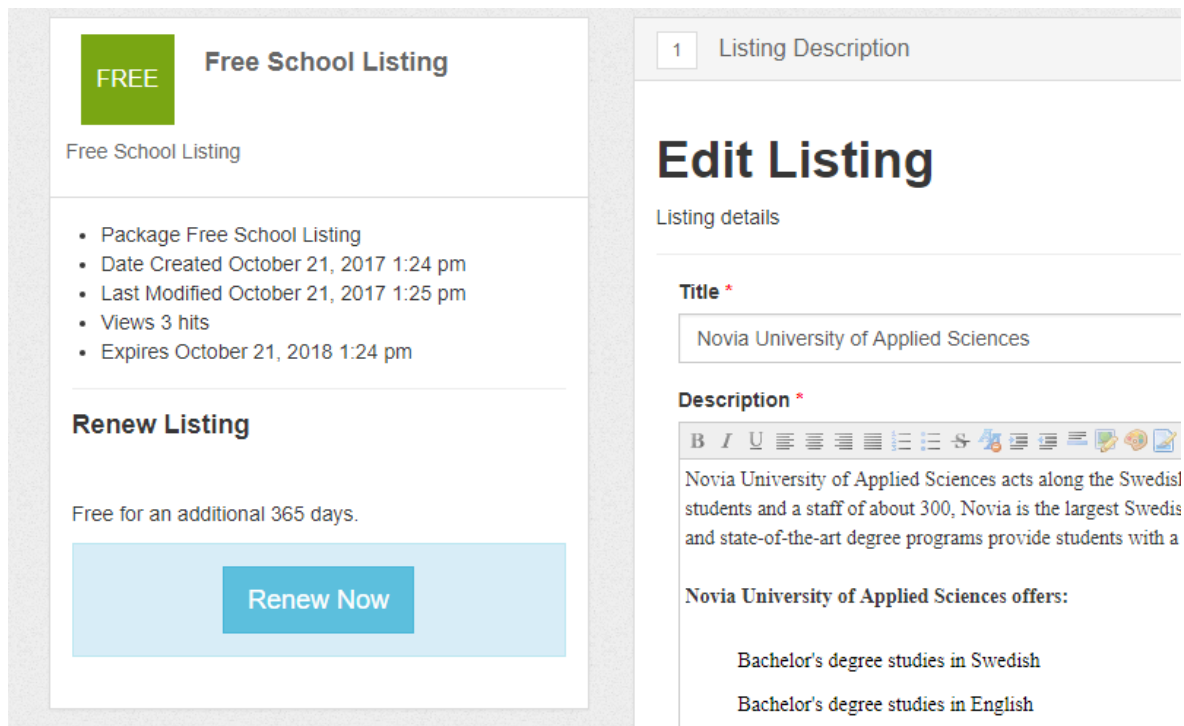 FREE
Free School Listing
Free School Listing
Package Free School Listing
Date Created October 21, 2017 1:24 pm
Last Modified October 21, 2017 1:25 pm
Views 3 hits
Expires October 21, 2018 1:24 pm
Renew Listing
Free for an additional 365 days.
Renew Now
1 Listing Description
Edit Listing
Listing details
Title *
Novia University of Applied Sciences
Description *
B I U S
Novia University of Applied Sciences acts along the Swedish
students and a staff of about 300, Novia is the largest Swedis
and state-of-the-art degree programs provide students with a
Novia University of Applied Sciences offers:
Bachelor's degree studies in Swedish
Bachelor's degree studies in English